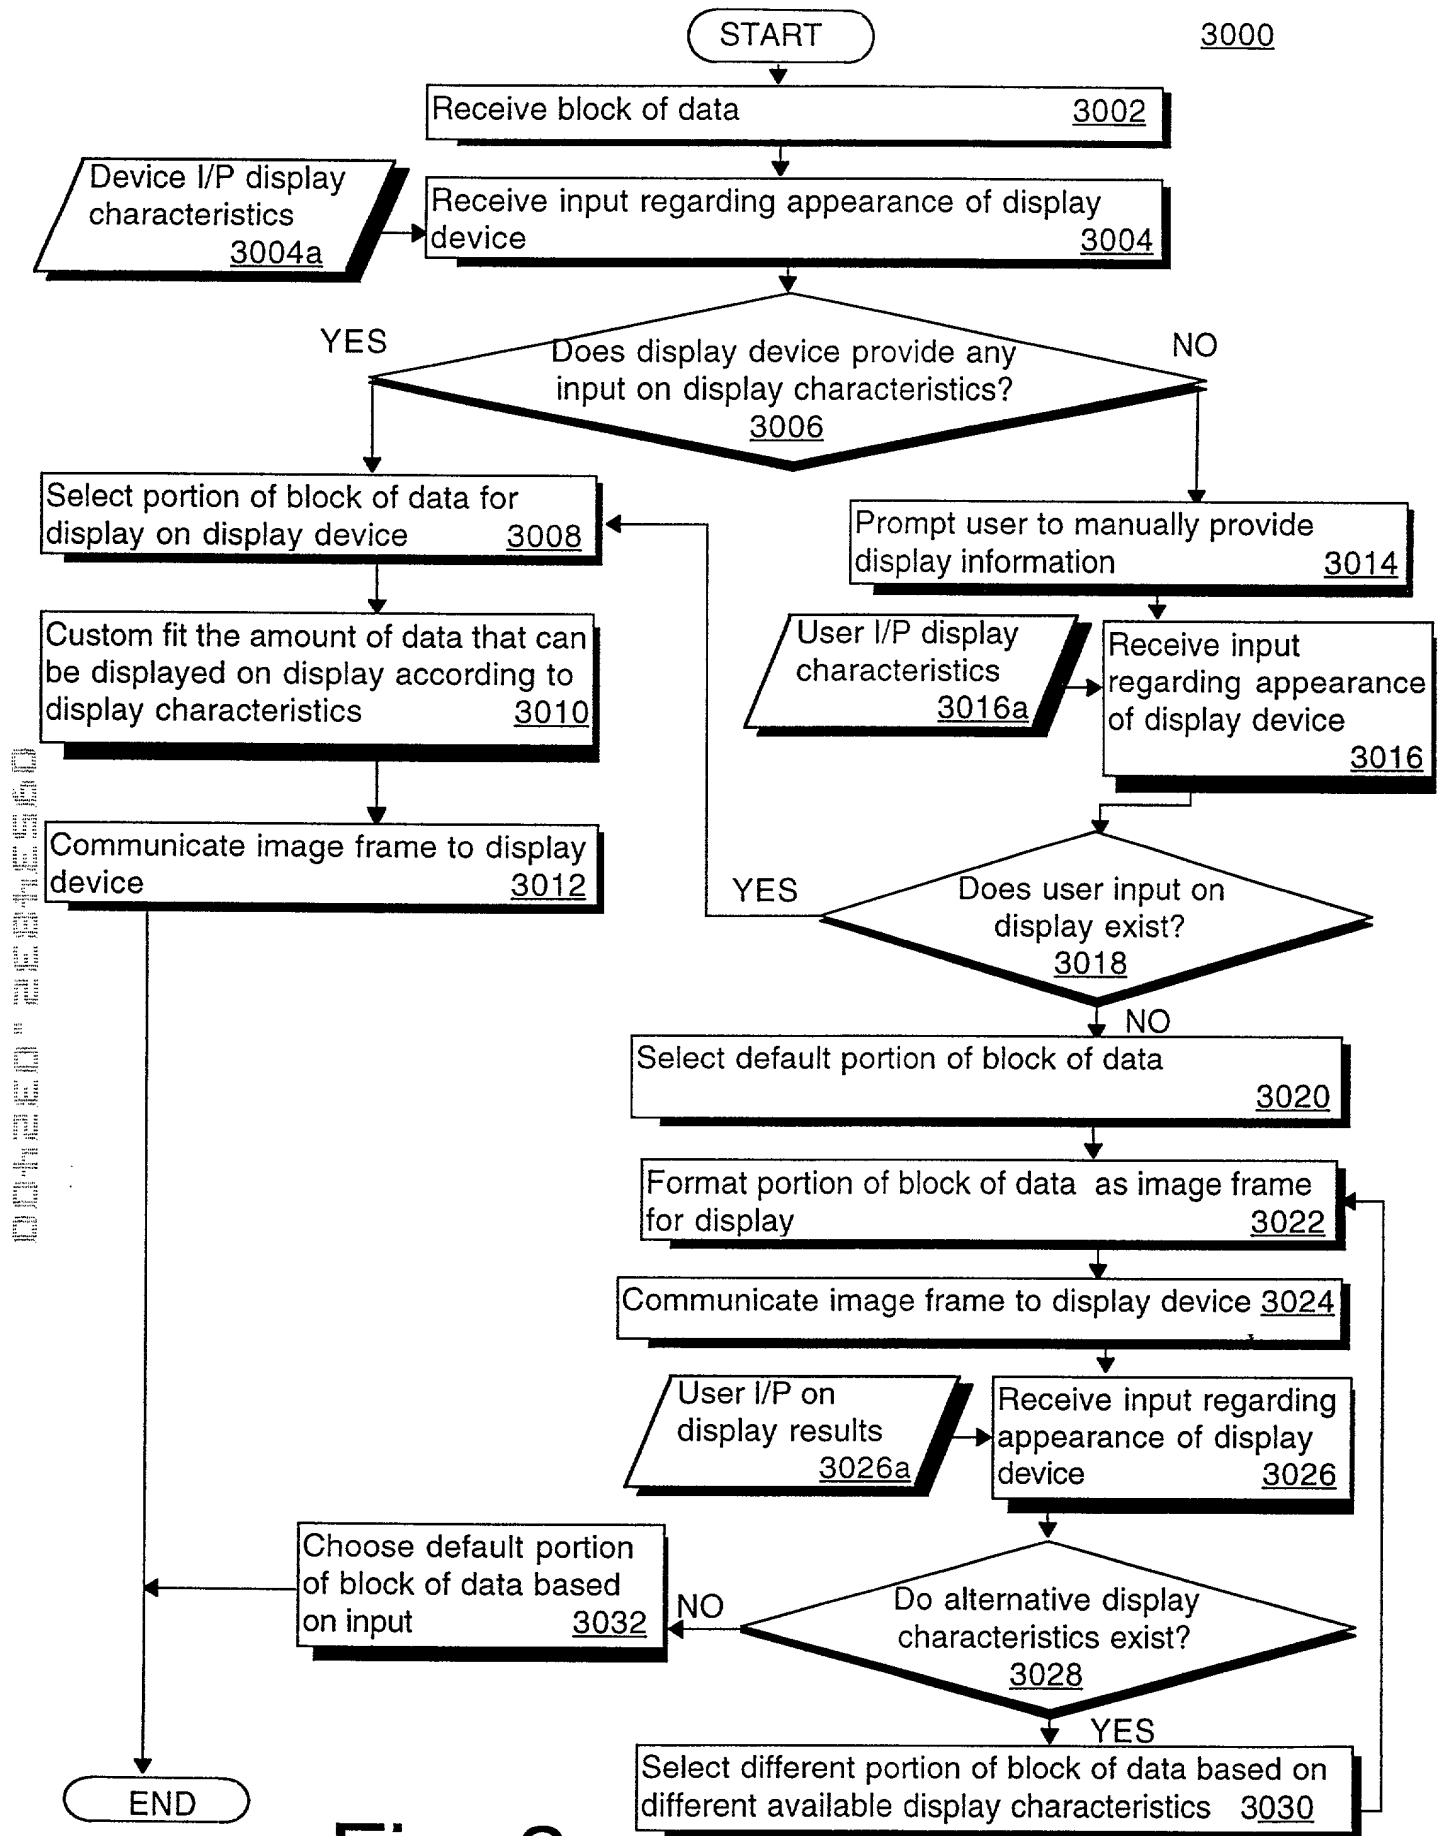 START
3000
Receive block of data 3002
Device I/P display
characteristics
3004a
Receive input regarding appearance of display
device 3004
YES
NO
Does display device provide any
input on display characteristics?
3006
Select portion of block of data for
display on display device 3008
Prompt user to manually provide
display information 3014
Custom fit the amount of data that can
be displayed on display according to
display characteristics 3010
User I/P display
characteristics
3016a
Receive input
regarding appearance
of display device
3016
Communicate image frame to display
device 3012
YES
Does user input on
display exist?
3018
NO
Select default portion of block of data
3020
Format portion of block of data as image frame
for display 3022
Communicate image frame to display device 3024
User I/P on
display results
3026a
Receive input regarding
appearance of display
device 3026
Choose default portion
of block of data based
on input 3032
NO
Do alternative display
characteristics exist?
3028
YES
Select different portion of block of data based on
different available display characteristics 3030
END